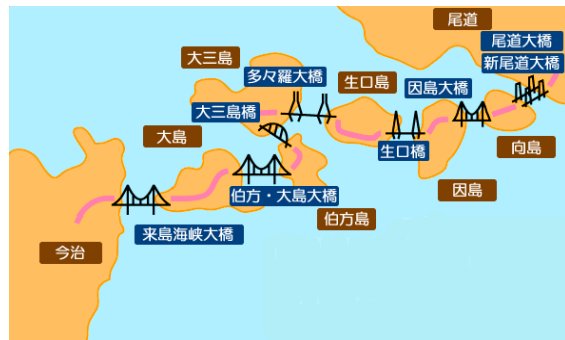 尾道
尾道大橋
新尾道大橋
大三島
多々羅大橋
生口島
因島大橋
大三島橋
大島
生口橋
向島
伯方・大島大橋
因島
伯方島
来島海峡大橋
今治